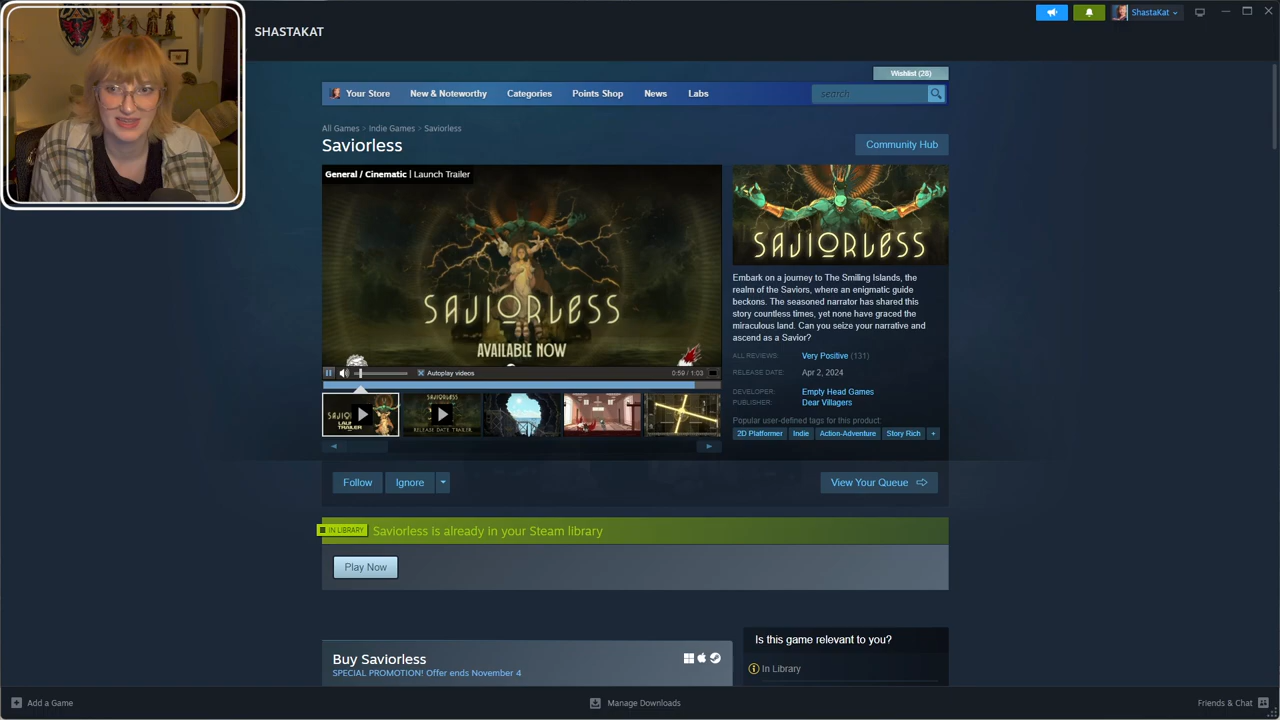 SHASTAKAT
ShastaKat
Wishlist (28)
Your Store
New & Noteworthy
Categories
Points Shop
News
Labs
search
All Games > Indie Games > Saviorless
Saviorless
Community Hub
General / Cinematic | Launch Trailer
SAVIORLESS
AVAILABLE NOW
Autoplay videos
0:59 / 1:03
SAVIORLESS
Embark on a journey to The Smiling Islands, the
realm of the Saviors, where an enigmatic guide
beckons. The seasoned narrator has shared this
story countless times, yet none have graced the
miraculous land. Can you seize your narrative and
ascend as a Savior?
ALL REVIEWS: Very Positive (131)
RELEASE DATE: Apr 2, 2024
DEVELOPER: Empty Head Games
PUBLISHER: Dear Villagers
Popular user-defined tags for this product:
2D Platformer
Indie
Action-Adventure
Story Rich
+
SAVIORLESS
RELEASE DATE TRAILER
Follow
Ignore
View Your Queue
IN LIBRARY
Saviorless is already in your Steam library
Play Now
Buy Saviorless
SPECIAL PROMOTION! Offer ends November 4
Is this game relevant to you?
In Library
Add a Game
Manage Downloads
Friends & Chat